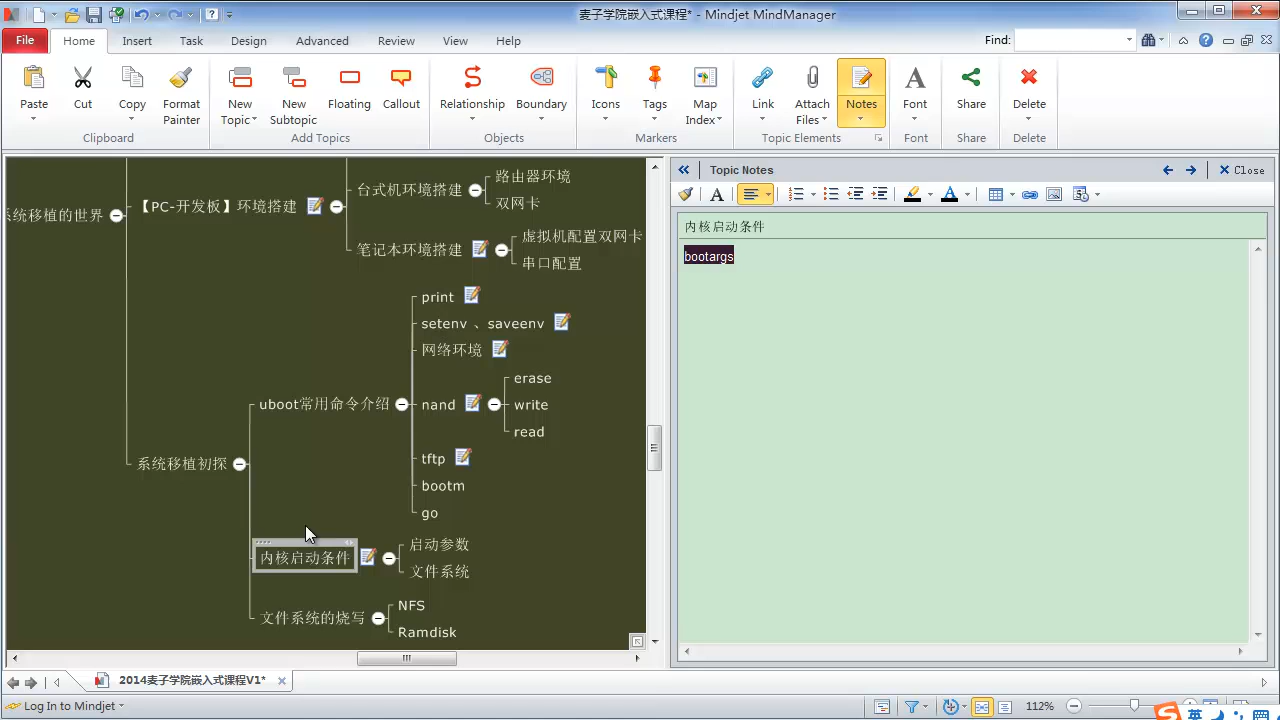 麦子学院嵌入式课程* - Mindjet MindManager
File Home Insert Task Design Advanced Review View Help Find:
Paste Cut Copy Format Painter New Topic New Subtopic Floating Callout Relationship Boundary Icons Tags Map Index Link Attach Files Notes Font Share Delete
Clipboard Add Topics Objects Markers Topic Elements Font Share Delete
Topic Notes Close
内核启动条件
bootargs
系统移植的世界
【PC-开发板】环境搭建
台式机环境搭建
路由器环境
双网卡
笔记本环境搭建
虚拟机配置双网卡
串口配置
系统移植初探
uboot常用命令介绍
print
setenv 、saveenv
网络环境
nand
erase
write
read
tftp
bootm
go
内核启动条件
启动参数
文件系统
文件系统的烧写
NFS
Ramdisk
2014麦子学院嵌入式课程V1*
Log In to Mindjet
112%
英